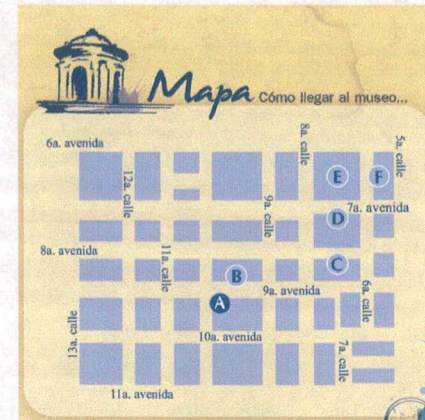 Mapa Cómo llegar al museo...
6a. avenida
8a. calle
5a. calle
12a. calle
E
F
9a. calle
7a. avenida
D
8a. avenida
11a. calle
B
C
9a. avenida
6a. calle
A
13a. calle
10a. avenida
7a. calle
11a. avenida